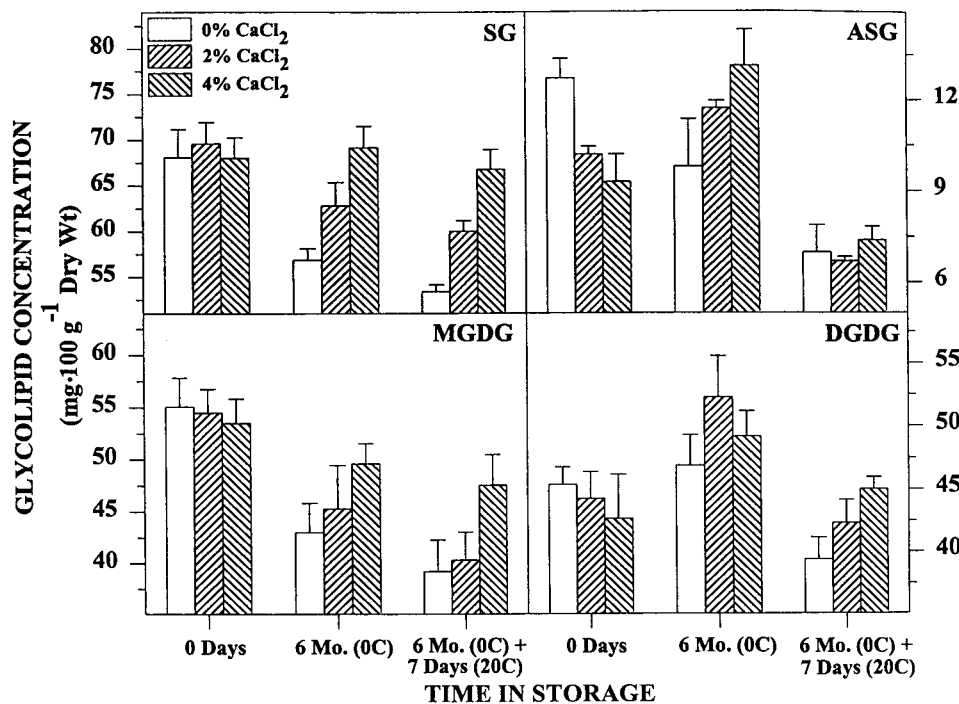 GLYCOLIPID CONCENTRATION
(mg·100 g⁻¹ Dry Wt)
0% CaCl₂
2% CaCl₂
4% CaCl₂
SG
80
75
70
65
60
55
ASG
12
9
6
MGDG
60
55
50
45
40
DGDG
55
50
45
40
0 Days
6 Mo. (0C)
6 Mo. (0C) +
7 Days (20C)
0 Days
6 Mo. (0C)
6 Mo. (0C) +
7 Days (20C)
TIME IN STORAGE